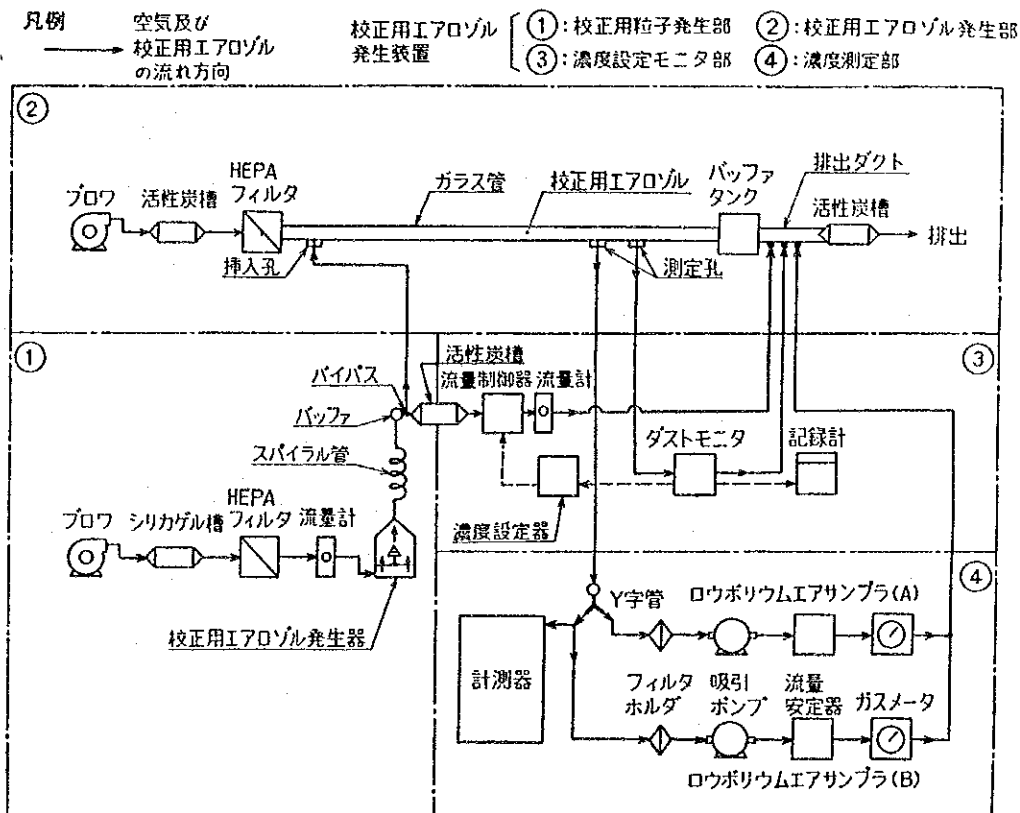 凡例
空気及び
校正用エアロゾル
の流れ方向
校正用エアロゾル
発生装置
①:校正用粒子発生部
②:校正用エアロゾル発生部
③:濃度設定モニタ部
④:濃度測定部
②
ブロワ
活性炭槽
HEPA
フィルタ
ガラス管
校正用エアロゾル
バッファ
タンク
排出ダクト
活性炭槽
排出
挿入孔
測定孔
①
③
活性炭槽
バイパス
流量制御器
流量計
バッファ
スパイラル管
ダストモニタ
記録計
濃度設定器
ブロワ
シリカゲル槽
HEPA
フィルタ
流量計
校正用エアロゾル発生器
④
Y字管
ロウボリウムエアサンプラ(A)
計測器
フィルタ
ホルダ
吸引
ポンプ
流量
安定器
ガスメータ
ロウボリウムエアサンプラ(B)